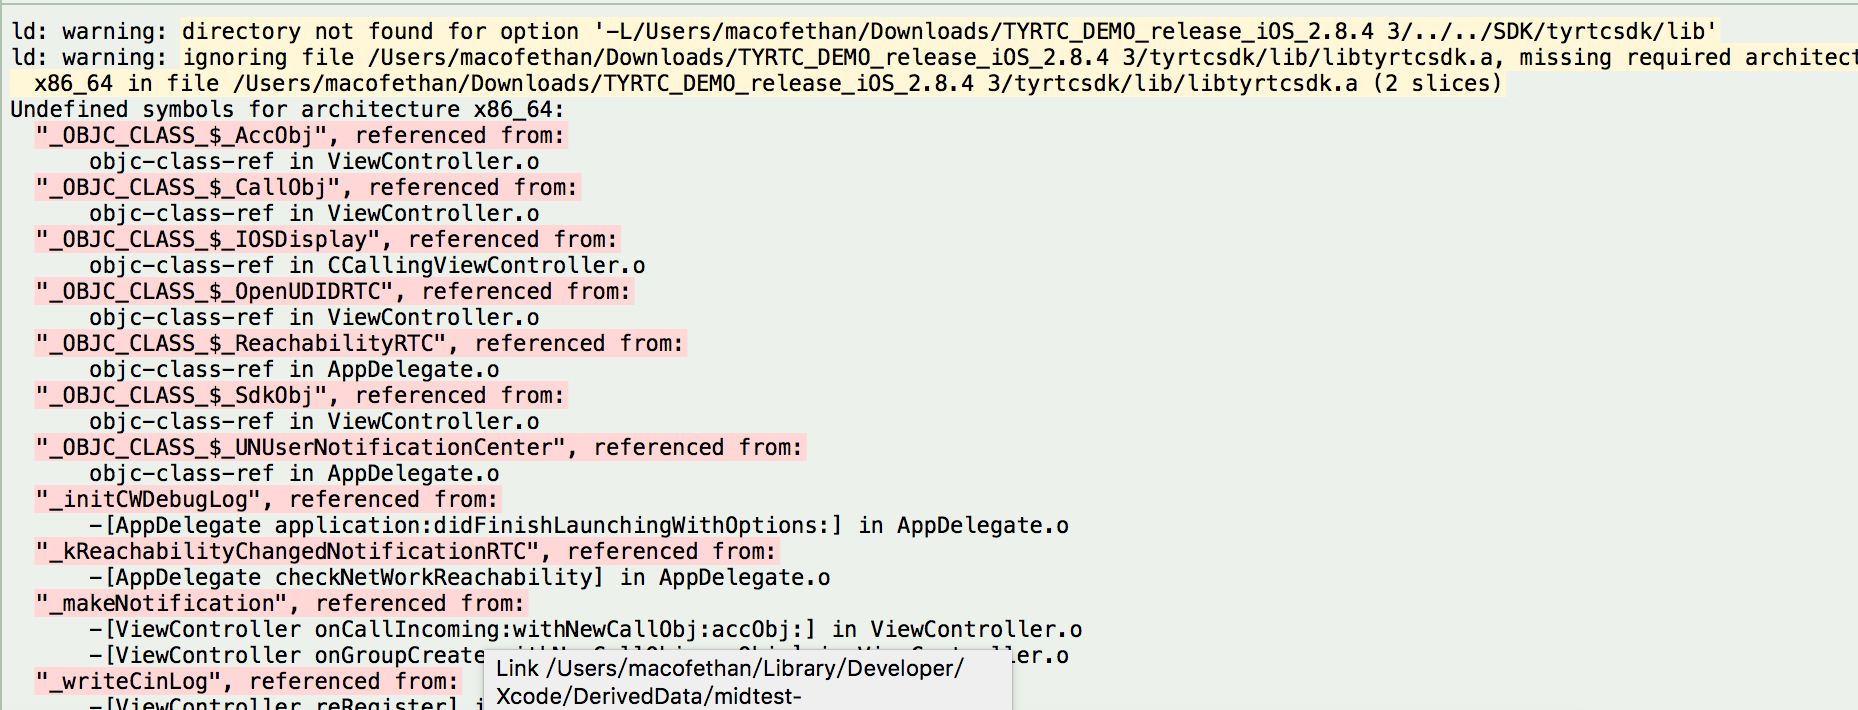 ld: warning: directory not found for option '-L/Users/macofethan/Downloads/TYRTC_DEMO_release_iOS_2.8.4 3/../../SDK/tyrtcsdk/lib'
ld: warning: ignoring file /Users/macofethan/Downloads/TYRTC_DEMO_release_iOS_2.8.4 3/tyrtcsdk/lib/libtyrtcsdk.a, missing required architect
x86_64 in file /Users/macofethan/Downloads/TYRTC_DEMO_release_iOS_2.8.4 3/tyrtcsdk/lib/libtyrtcsdk.a (2 slices)
Undefined symbols for architecture x86_64:
"_OBJC_CLASS_$_AccObj", referenced from:
objc-class-ref in ViewController.o
"_OBJC_CLASS_$_CallObj", referenced from:
objc-class-ref in ViewController.o
"_OBJC_CLASS_$_IOSDisplay", referenced from:
objc-class-ref in CCallingViewController.o
"_OBJC_CLASS_$_OpenUDIDRTC", referenced from:
objc-class-ref in ViewController.o
"_OBJC_CLASS_$_ReachabilityRTC", referenced from:
objc-class-ref in AppDelegate.o
"_OBJC_CLASS_$_SdkObj", referenced from:
objc-class-ref in ViewController.o
"_OBJC_CLASS_$_UNUserNotificationCenter", referenced from:
objc-class-ref in AppDelegate.o
"_initCWDebugLog", referenced from:
-[AppDelegate application:didFinishLaunchingWithOptions:] in AppDelegate.o
"_kReachabilityChangedNotificationRTC", referenced from:
-[AppDelegate checkNetWorkReachability] in AppDelegate.o
"_makeNotification", referenced from:
-[ViewController onCallIncoming:withNewCallObj:accObj:] in ViewController.o
-[ViewController onGroupCreate ler.o
"_writeCinLog", referenced from:
-[ViewController reRegister] i
Link /Users/macofethan/Library/Developer/
Xcode/DerivedData/midtest-